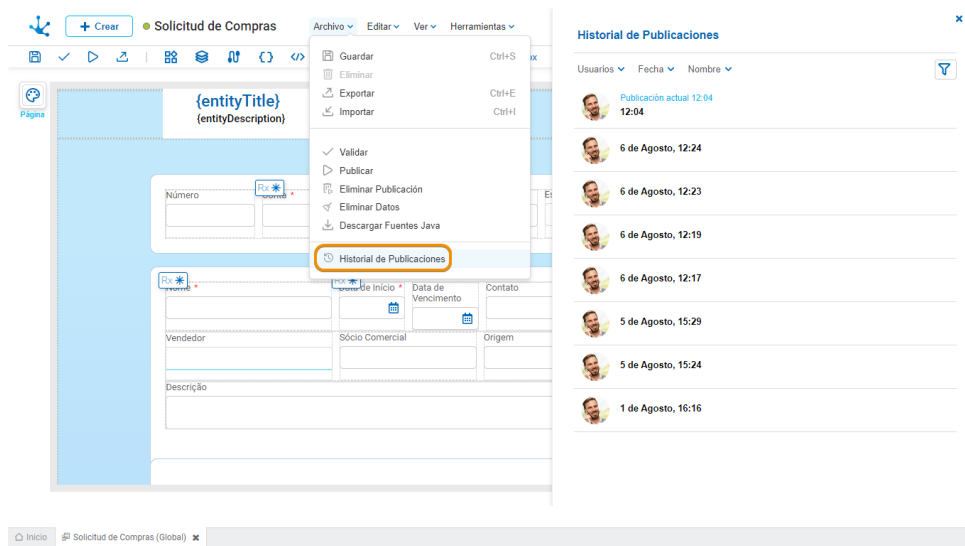 + Crear
Solicitud de Compras
Archivo
Editar
Ver
Herramientas
Guardar Ctrl+S
Eliminar
Exportar Ctrl+E
Importar Ctrl+I
Validar
Publicar
Eliminar Publicación
Eliminar Datos
Descargar Fuentes Java
Historial de Publicaciones
Página
{entityTitle}
{entityDescription}
Número
Rx
*
Rx
Nome *
Rx
Data de Início *
Data de
Vencimento
Contato
Vendedor
Sócio Comercial
Origem
Descrição
Historial de Publicaciones
Usuarios
Fecha
Nombre
Publicación actual 12:04
12:04
6 de Agosto, 12:24
6 de Agosto, 12:23
6 de Agosto, 12:19
6 de Agosto, 12:17
5 de Agosto, 15:29
5 de Agosto, 15:24
1 de Agosto, 16:16
Inicio
Solicitud de Compras (Global)